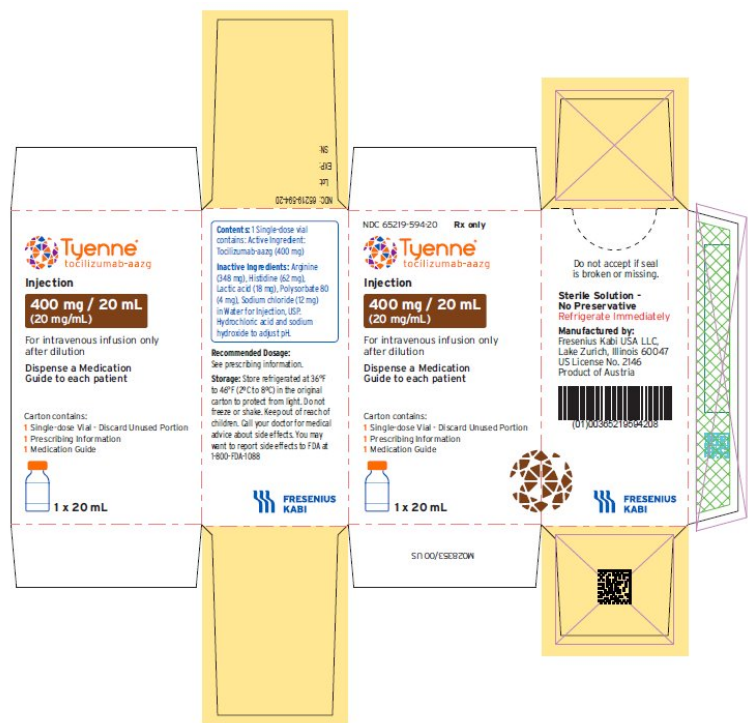 SN:
EXP:
Lot:
NDC: 65219-594-20
Tyenne®
tocilizumab-aazg
Injection
400 mg / 20 mL
(20 mg/mL)
For intravenous infusion only
after dilution
Dispense a Medication
Guide to each patient
Carton contains:
1 Single-dose Vial - Discard Unused Portion
1 Prescribing Information
1 Medication Guide
1 x 20 mL
Contents: 1 Single-dose vial
contains: Active Ingredient:
Tocilizumab-aazg (400 mg)
Inactive Ingredients: Arginine
(348 mg), Histidine (62 mg),
Lactic acid (18 mg), Polysorbate 80
(4 mg), Sodium chloride (12 mg)
in Water for Injection, USP.
Hydrochloric acid and sodium
hydroxide to adjust pH.
Recommended Dosage:
See prescribing information.
Storage: Store refrigerated at 36°F
to 46°F (2°C to 8°C) in the original
carton to protect from light. Do not
freeze or shake. Keep out of reach of
children. Call your doctor for medical
advice about side effects. You may
want to report side effects to FDA at
1-800-FDA-1088
FRESENIUS
KABI
NDC 65219-594-20 Rx only
Tyenne®
tocilizumab-aazg
Injection
400 mg / 20 mL
(20 mg/mL)
For intravenous infusion only
after dilution
Dispense a Medication
Guide to each patient
Carton contains:
1 Single-dose Vial - Discard Unused Portion
1 Prescribing Information
1 Medication Guide
1 x 20 mL
M028353/00 US
Do not accept if seal
is broken or missing.
Sterile Solution -
No Preservative
Refrigerate Immediately
Manufactured by:
Fresenius Kabi USA LLC,
Lake Zurich, Illinois 60047
US License No. 2146
Product of Austria
(01)00365219594208
FRESENIUS
KABI